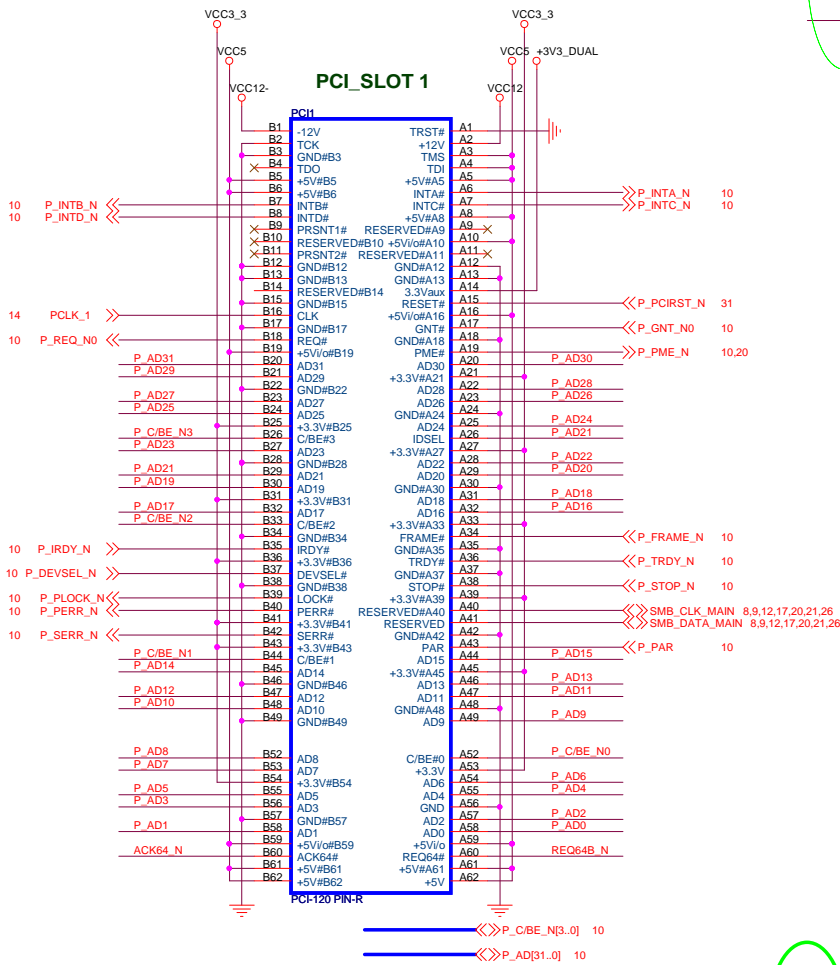 VCC3_3 VCC3_3
VCC5 VCC5 +3V3_DUAL
PCI_SLOT 1
VCC12- VCC12
PCI1
B1 -12V TRST# A1
B2 TCK +12V A2
B3 GND#B3 TMS A3
B4 TDO TDI A4
B5 +5V#B5 +5V#A5 A5
B6 +5V#B6 INTA# A6 P_INTA_N 10
10 P_INTB_N B7 INTB# INTC# A7 P_INTC_N 10
10 P_INTD_N B8 INTD# +5V#A8 A8
B9 PRSNT1# RESERVED#A9 A9
B10 RESERVED#B10 +5Vi/o#A10 A10
B11 PRSNT2# RESERVED#A11 A11
B12 GND#B12 GND#A12 A12
B13 GND#B13 GND#A13 A13
B14 RESERVED#B14 3.3Vaux A14
B15 GND#B15 RESET# A15 P_PCIRST_N 31
14 PCLK_1 B16 CLK +5Vi/o#A16 A16
B17 GND#B17 GNT# A17 P_GNT_N0 10
10 P_REQ_N0 B18 REQ# GND#A18 A18
B19 +5Vi/o#B19 PME# A19 P_PME_N 10,20
P_AD31 B20 AD31 AD30 A20 P_AD30
P_AD29 B21 AD29 +3.3V#A21 A21
B22 GND#B22 AD28 A22 P_AD28
P_AD27 B23 AD27 AD26 A23 P_AD26
P_AD25 B24 AD25 GND#A24 A24
B25 +3.3V#B25 AD24 A25 P_AD24
P_C/BE_N3 B26 C/BE#3 IDSEL A26 P_AD21
P_AD23 B27 AD23 +3.3V#A27 A27
B28 GND#B28 AD22 A28 P_AD22
P_AD21 B29 AD21 AD20 A29 P_AD20
P_AD19 B30 AD19 GND#A30 A30
B31 +3.3V#B31 AD18 A31 P_AD18
P_AD17 B32 AD17 AD16 A32 P_AD16
P_C/BE_N2 B33 C/BE#2 +3.3V#A33 A33
B34 GND#B34 FRAME# A34 P_FRAME_N 10
10 P_IRDY_N B35 IRDY# GND#A35 A35
B36 +3.3V#B36 TRDY# A36 P_TRDY_N 10
10 P_DEVSEL_N B37 DEVSEL# GND#A37 A37
B38 GND#B38 STOP# A38 P_STOP_N 10
10 P_PLOCK_N B39 LOCK# +3.3V#A39 A39
10 P_PERR_N B40 PERR# RESERVED#A40 A40 SMB_CLK_MAIN 8,9,12,17,20,21,26
B41 +3.3V#B41 RESERVED A41 SMB_DATA_MAIN 8,9,12,17,20,21,26
10 P_SERR_N B42 SERR# GND#A42 A42
B43 +3.3V#B43 PAR A43 P_PAR 10
P_C/BE_N1 B44 C/BE#1 AD15 A44 P_AD15
P_AD14 B45 AD14 +3.3V#A45 A45
B46 GND#B46 AD13 A46 P_AD13
P_AD12 B47 AD12 AD11 A47 P_AD11
P_AD10 B48 AD10 GND#A48 A48
B49 GND#B49 AD9 A49 P_AD9
P_AD8 B52 AD8 C/BE#0 A52 P_C/BE_N0
P_AD7 B53 AD7 +3.3V A53
B54 +3.3V#B54 AD6 A54 P_AD6
P_AD5 B55 AD5 AD4 A55 P_AD4
P_AD3 B56 AD3 GND A56
B57 GND#B57 AD2 A57 P_AD2
P_AD1 B58 AD1 AD0 A58 P_AD0
B59 +5Vi/o#B59 +5Vi/o A59
ACK64_N B60 ACK64# REQ64# A60 REQ64B_N
B61 +5V#B61 +5V#A61 A61
B62 +5V#B62 +5V A62
PCI-120 PIN-R
P_C/BE_N[3..0] 10
P_AD[31..0] 10